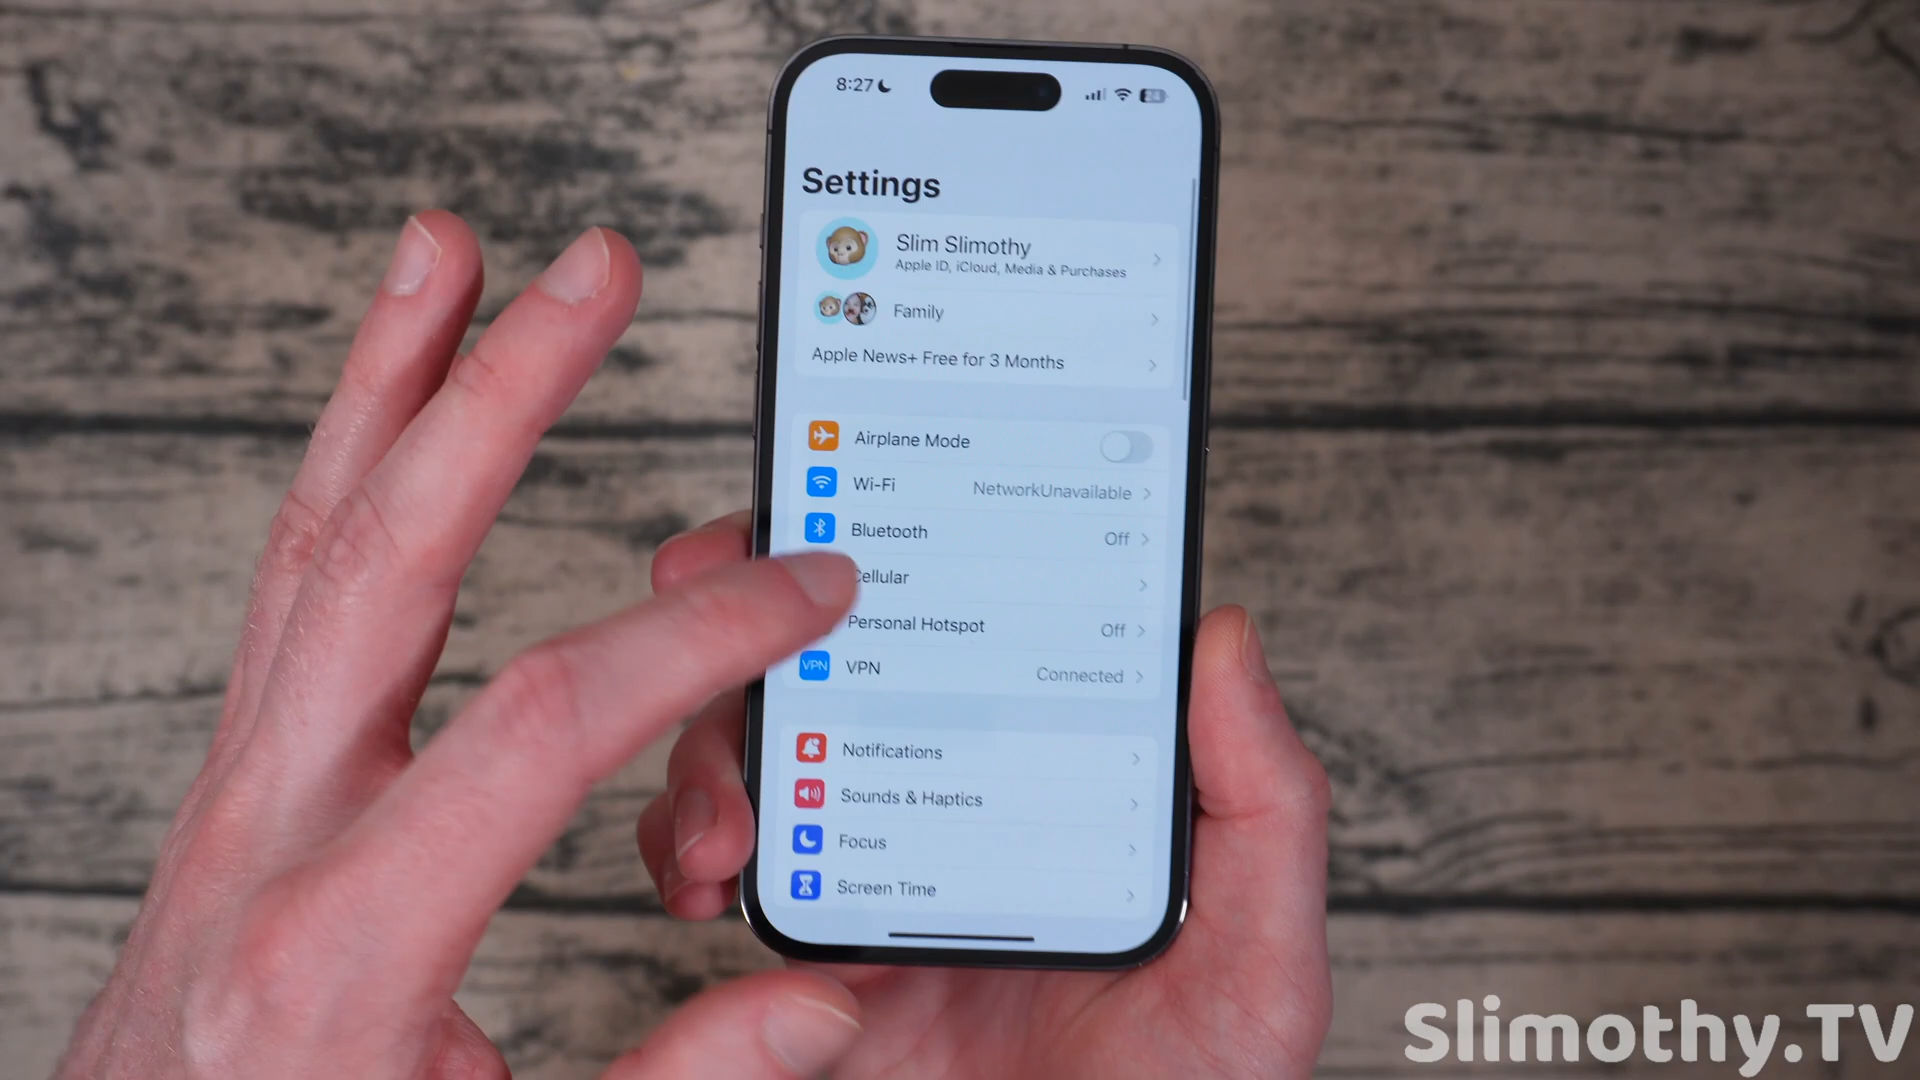 8:27
24
Settings
Slim Slimothy
Apple ID, iCloud, Media & Purchases
Family
Apple News+ Free for 3 Months
Airplane Mode
Wi-Fi NetworkUnavailable
Bluetooth Off
Cellular
Personal Hotspot Off
VPN VPN Connected
Notifications
Sounds & Haptics
Focus
Screen Time
Slimothy.TV